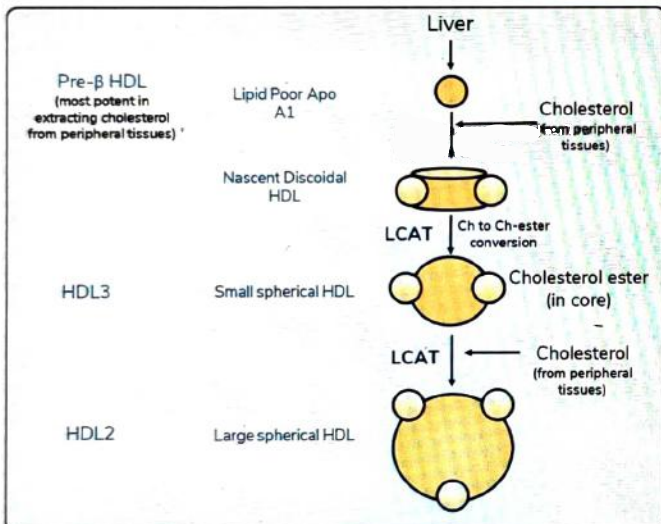 Liver
Pre-β HDL
(most potent in
extracting cholesterol
from peripheral tissues)
Lipid Poor Apo
A1
Cholesterol
(from peripheral
tissues)
Nascent Discoidal
HDL
LCAT
Ch to Ch-ester
conversion
HDL3
Small spherical HDL
Cholesterol ester
(in core)
LCAT
Cholesterol
(from peripheral
tissues)
HDL2
Large spherical HDL